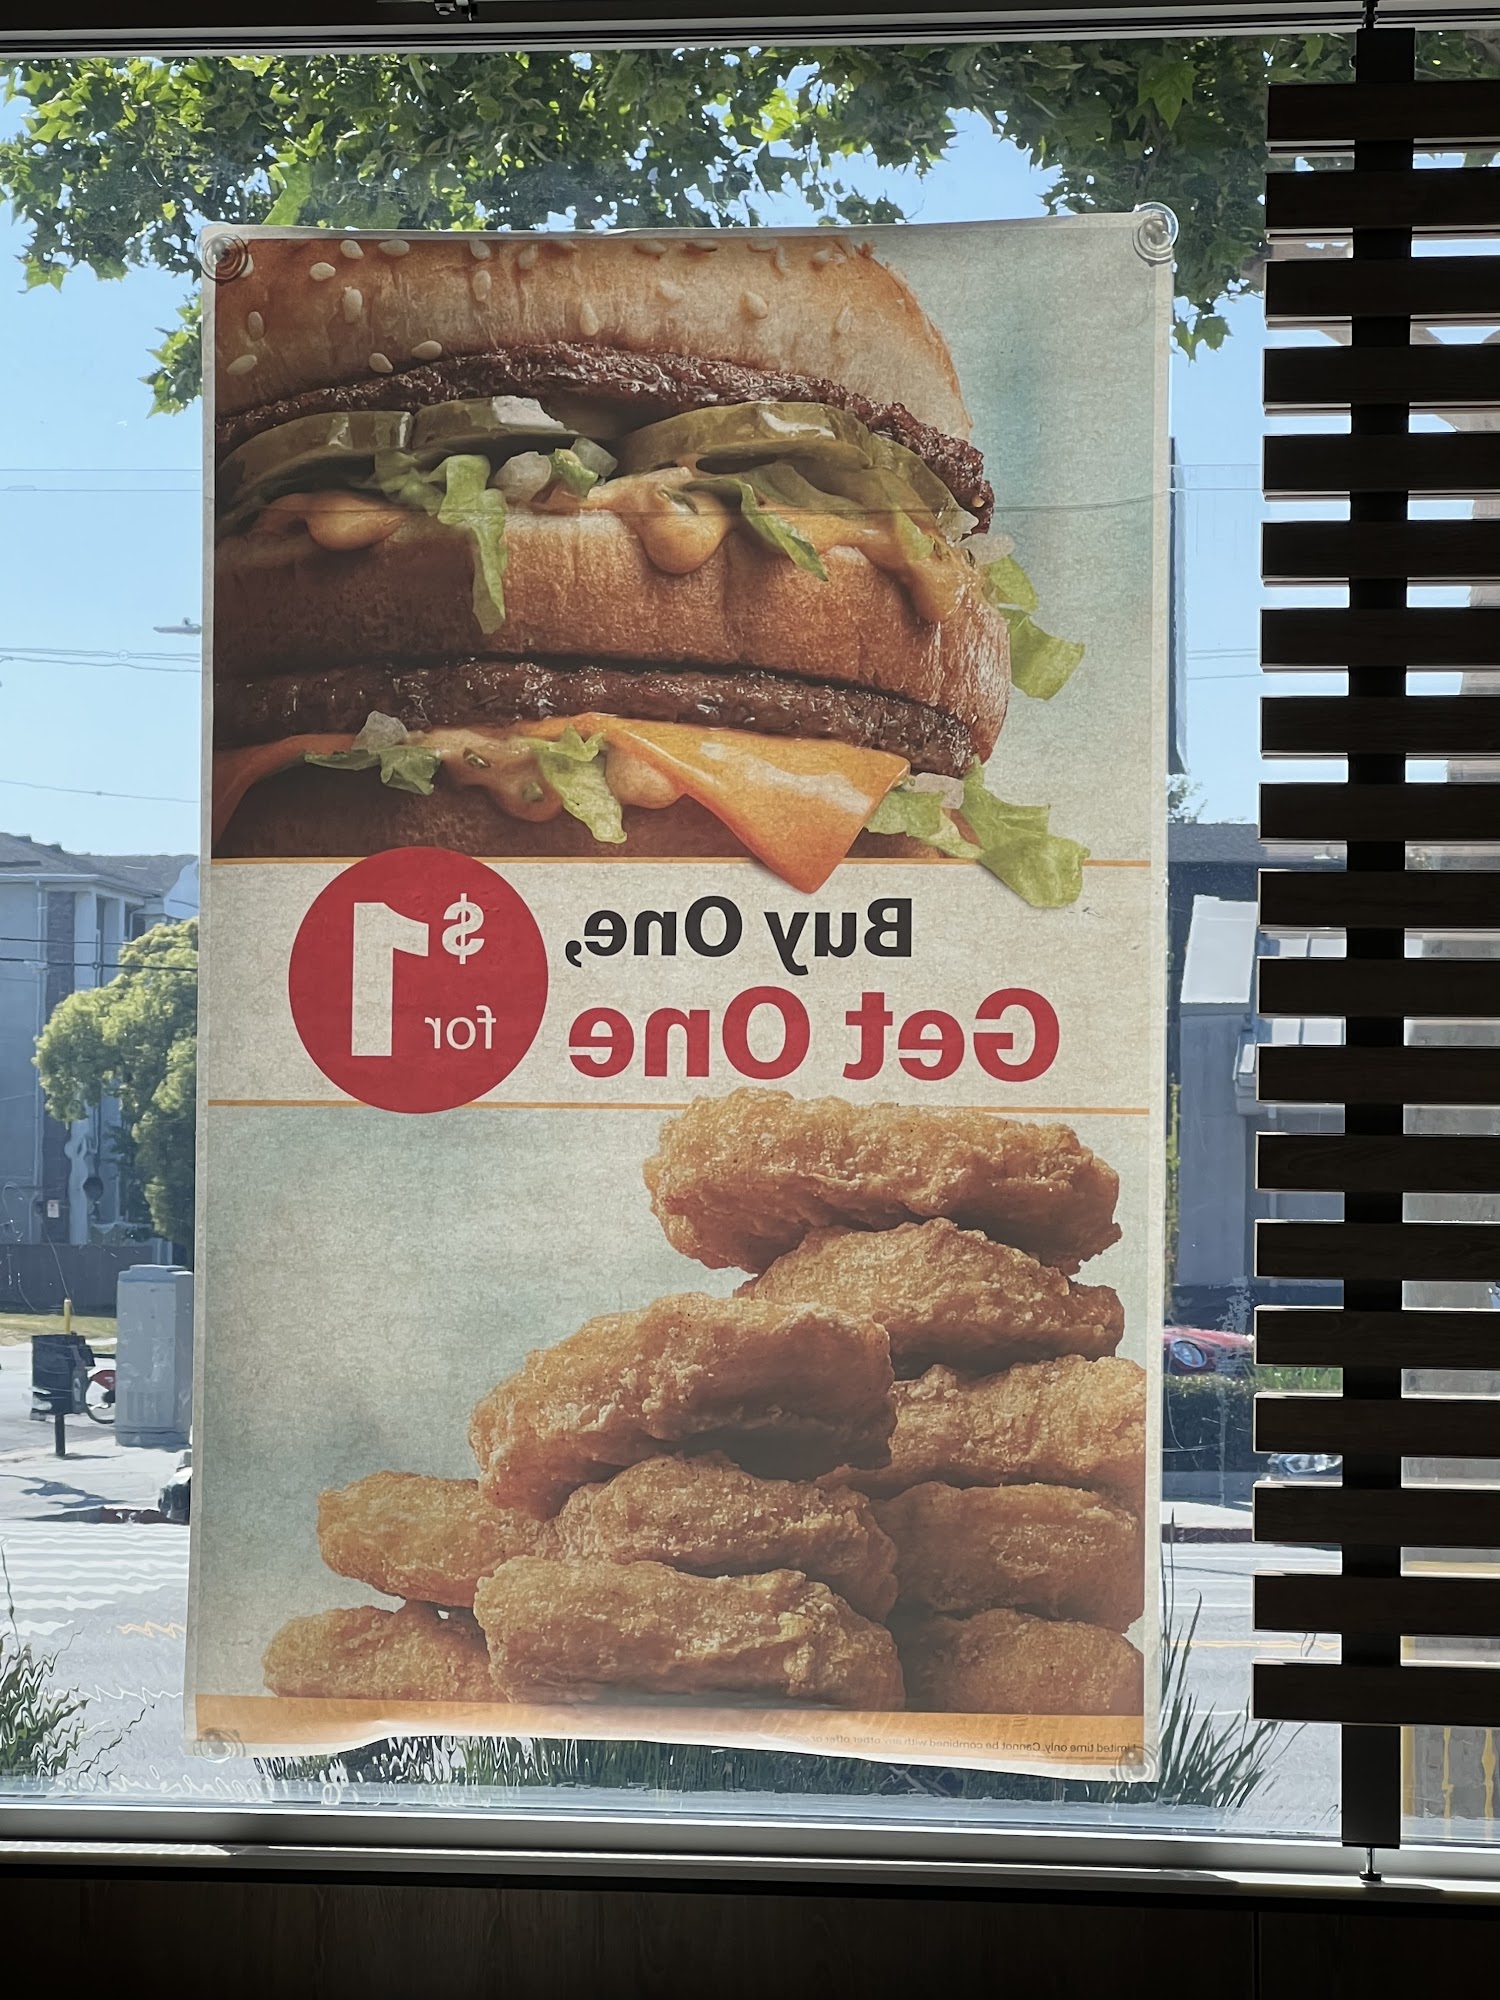 Buy One,
Get One
for $1
Limited time only. Cannot be combined with any other offer or